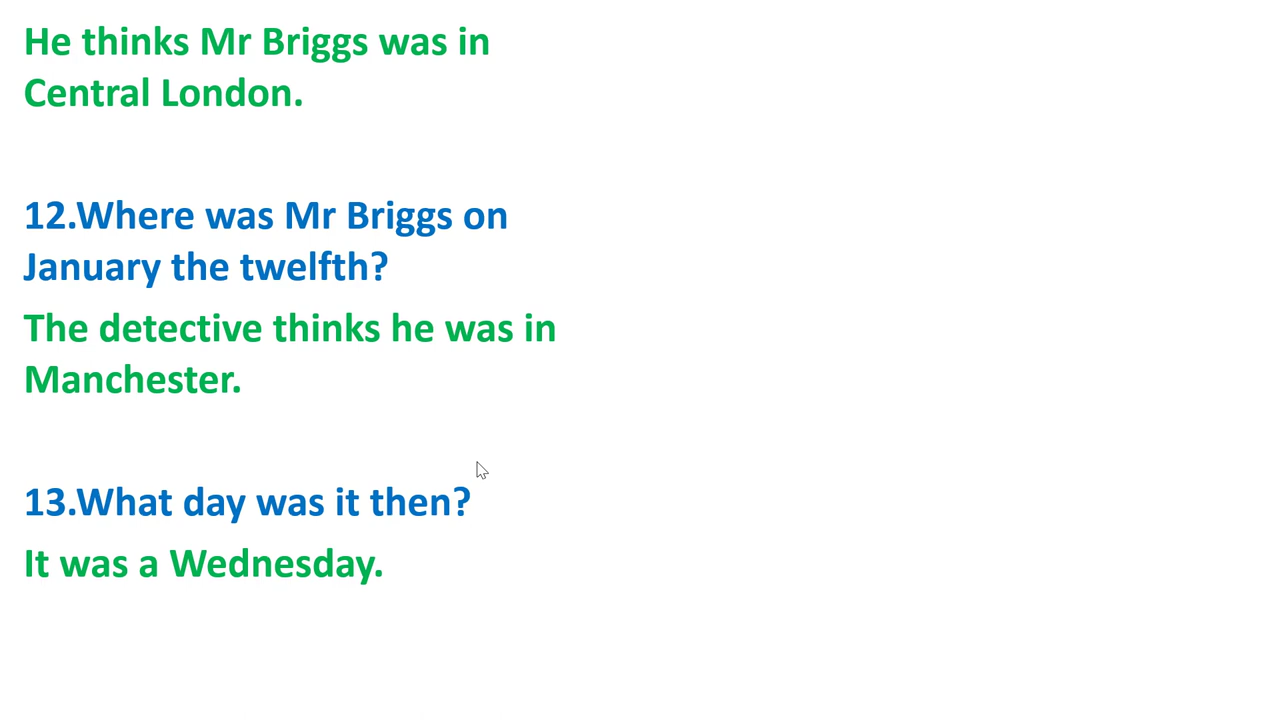 He thinks Mr Briggs was in
Central London.
12.Where was Mr Briggs on
January the twelfth?
The detective thinks he was in
Manchester.
13.What day was it then?
It was a Wednesday.